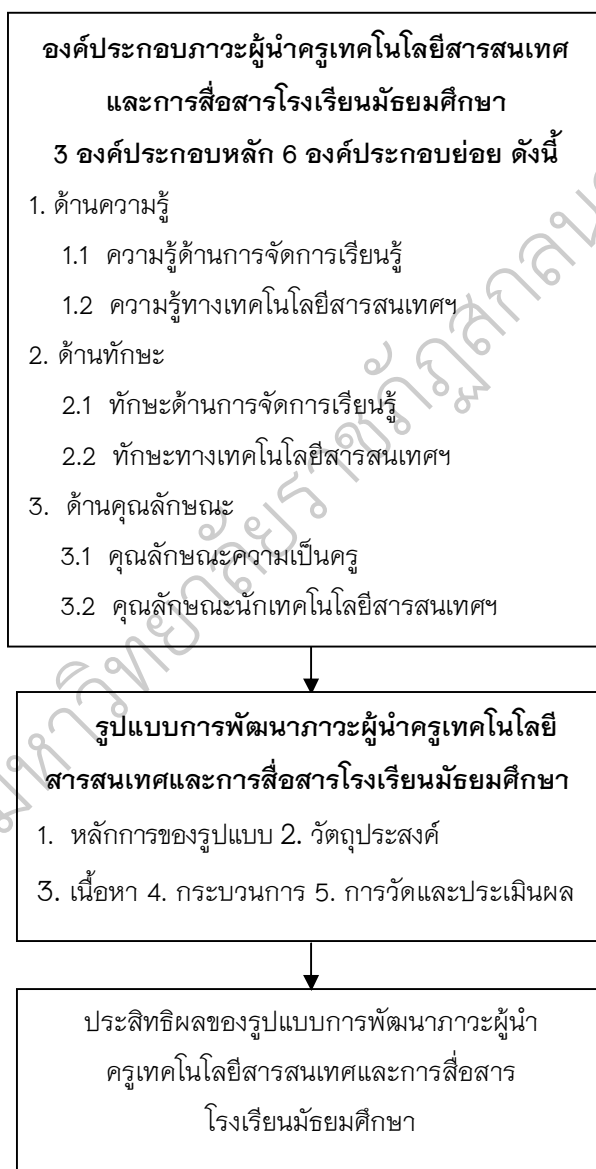 องค์ประกอบภาวะผู้นำครูเทคโนโลยีสารสนเทศ
และการสื่อสารโรงเรียนมัธยมศึกษา
3 องค์ประกอบหลัก 6 องค์ประกอบย่อย ดังนี้
1. ด้านความรู้
1.1 ความรู้ด้านการจัดการเรียนรู้
1.2 ความรู้ทางเทคโนโลยีสารสนเทศฯ
2. ด้านทักษะ
2.1 ทักษะด้านการจัดการเรียนรู้
2.2 ทักษะทางเทคโนโลยีสารสนเทศฯ
3. ด้านคุณลักษณะ
3.1 คุณลักษณะความเป็นครู
3.2 คุณลักษณะนักเทคโนโลยีสารสนเทศฯ
รูปแบบการพัฒนาภาวะผู้นำครูเทคโนโลยี
สารสนเทศและการสื่อสารโรงเรียนมัธยมศึกษา
1. หลักการของรูปแบบ 2. วัตถุประสงค์
3. เนื้อหา 4. กระบวนการ 5. การวัดและประเมินผล
ประสิทธิผลของรูปแบบการพัฒนาภาวะผู้นำ
ครูเทคโนโลยีสารสนเทศและการสื่อสาร
โรงเรียนมัธยมศึกษา
มหาวิทยาลัยราชภัฏสกลน